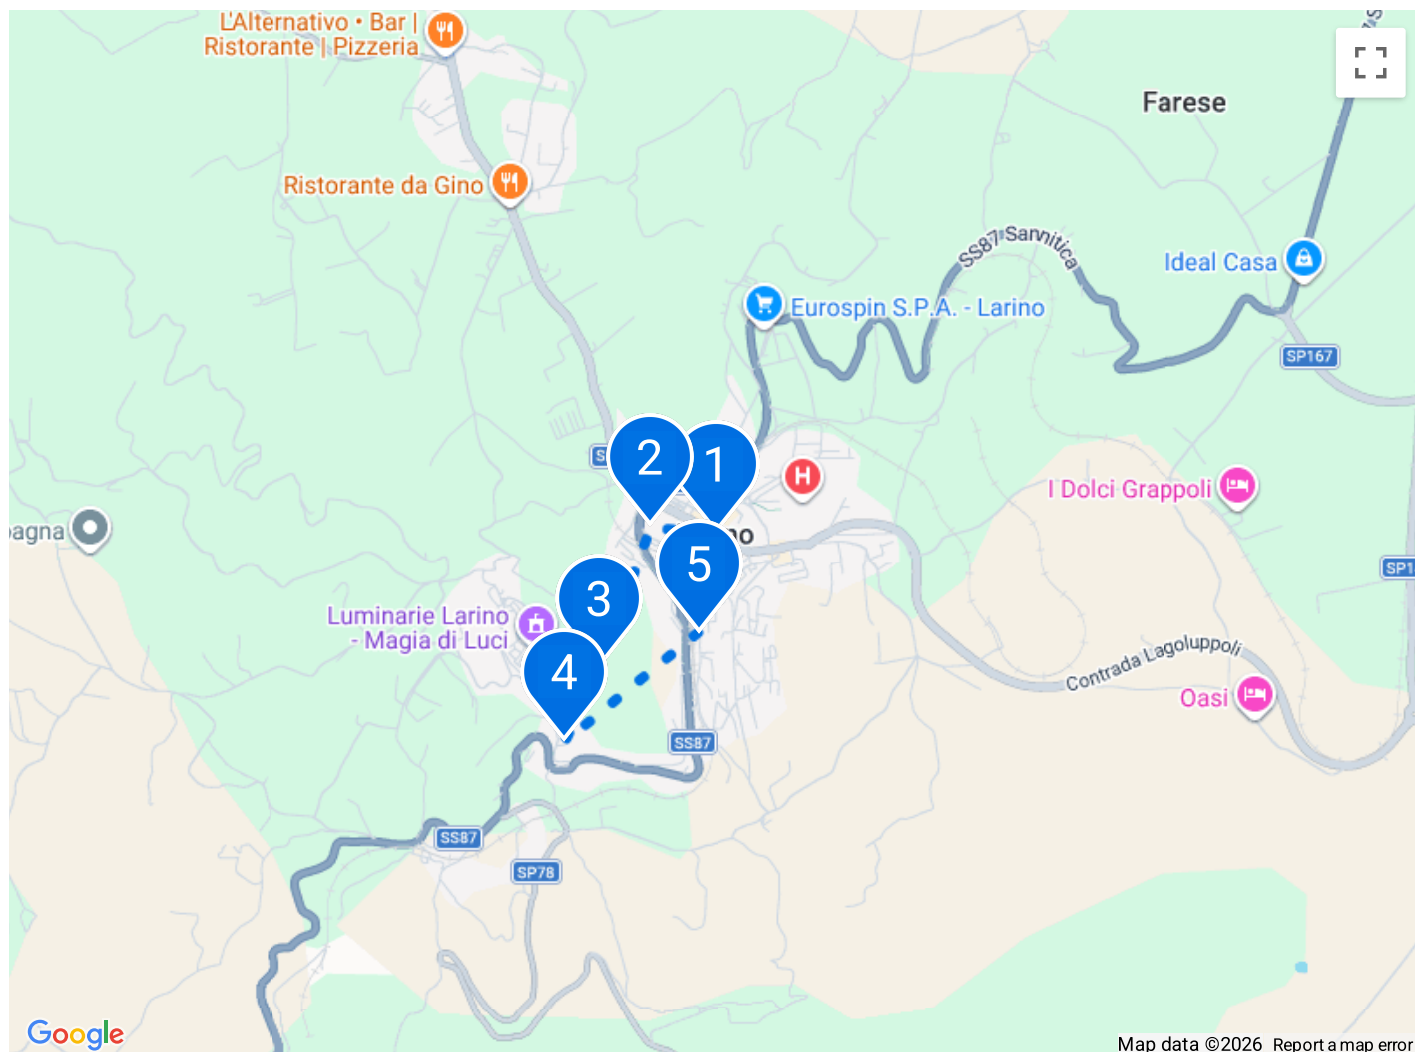 L'Alternativo • Bar |
Ristorante | Pizzeria
Farese
Ristorante da Gino
SS87 Sannitica
Ideal Casa
Eurospin S.P.A. - Larino
SP167
2
1
H
I Dolci Grappoli
5
3
Luminarie Larino
- Magia di Luci
4
Contrada Lagoluppoli
Oasi
SS87
SS87
SP78
Google
Map data ©2026
Report a map error